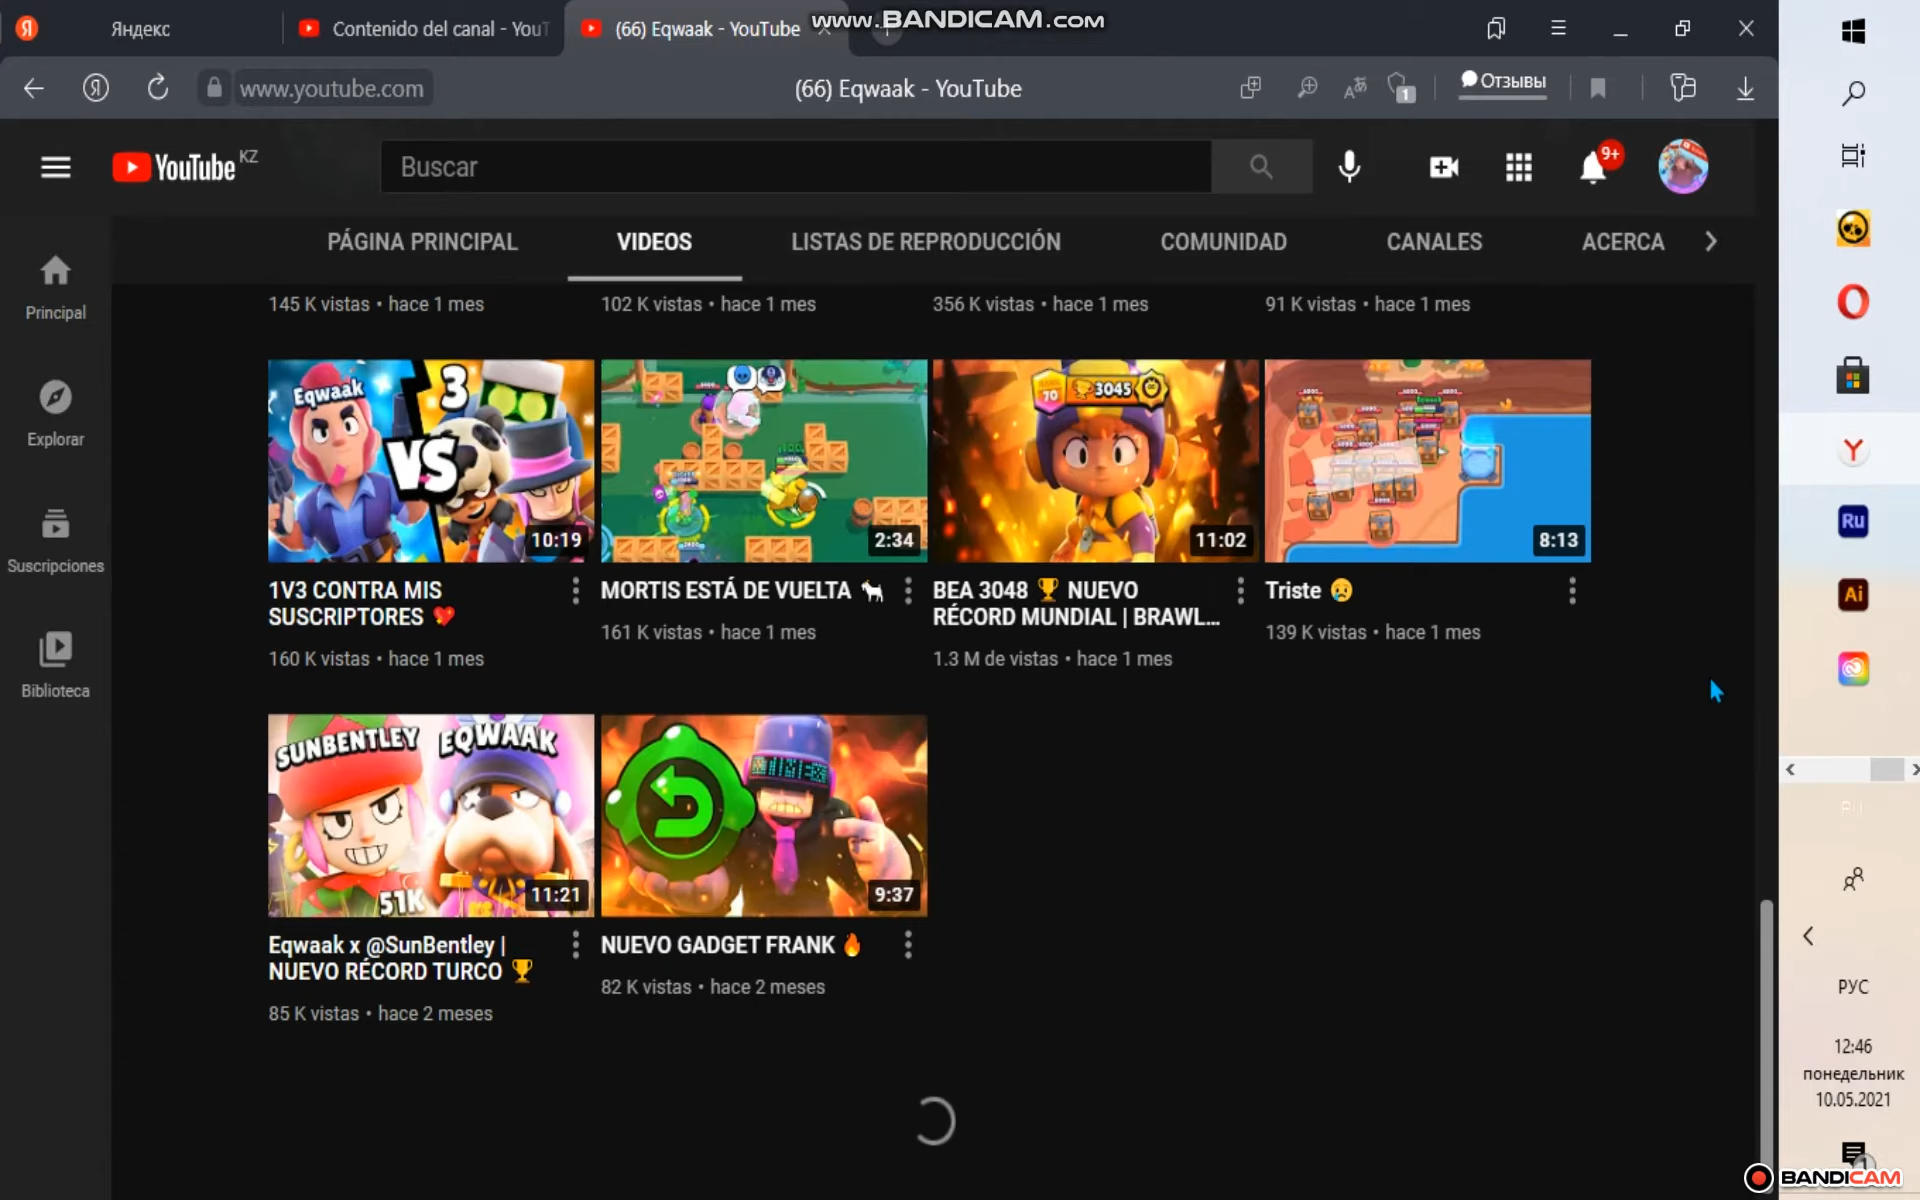 www.BANDICAM.com
Я
Яндекс
Contenido del canal - YouT
(66) Eqwaak - YouTube
www.youtube.com
(66) Eqwaak - YouTube
1
Отзывы
YouTube KZ
Buscar
9+
PÁGINA PRINCIPAL
VIDEOS
LISTAS DE REPRODUCCIÓN
COMUNIDAD
CANALES
ACERCA
Principal
Explorar
Suscripciones
Biblioteca
145 K vistas • hace 1 mes
102 K vistas • hace 1 mes
356 K vistas • hace 1 mes
91 K vistas • hace 1 mes
Eqwaak
3
VS
10:19
2:34
70
3045
11:02
8:13
1V3 CONTRA MIS
SUSCRIPTORES 💖
160 K vistas • hace 1 mes
MORTIS ESTÁ DE VUELTA 🐐
161 K vistas • hace 1 mes
BEA 3048 🏆 NUEVO
RÉCORD MUNDIAL | BRAWL...
1.3 M de vistas • hace 1 mes
Triste 😥
139 K vistas • hace 1 mes
SUNBENTLEY
EQWAAK
51K
11:21
9:37
Eqwaak x @SunBentley |
NUEVO RÉCORD TURCO 🏆
85 K vistas • hace 2 meses
NUEVO GADGET FRANK 🔥
82 K vistas • hace 2 meses
Y
Ru
Ai
РУС
12:46
понедельник
10.05.2021
1
BANDICAM